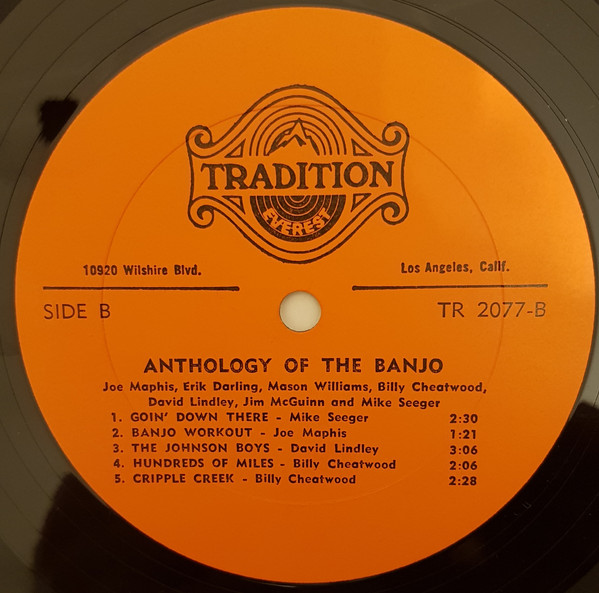 TRADITION
EVEREST
10920 Wilshire Blvd. Los Angeles, Calif.
SIDE B TR 2077-B
ANTHOLOGY OF THE BANJO
Joe Maphis, Erik Darling, Mason Williams, Billy Cheatwood,
David Lindley, Jim McGuinn and Mike Seeger
1. GOIN' DOWN THERE - Mike Seeger 2:30
2. BANJO WORKOUT - Joe Maphis 1:21
3. THE JOHNSON BOYS - David Lindley 3:06
4. HUNDREDS OF MILES - Billy Cheatwood 2:06
5. CRIPPLE CREEK - Billy Cheatwood 2:28